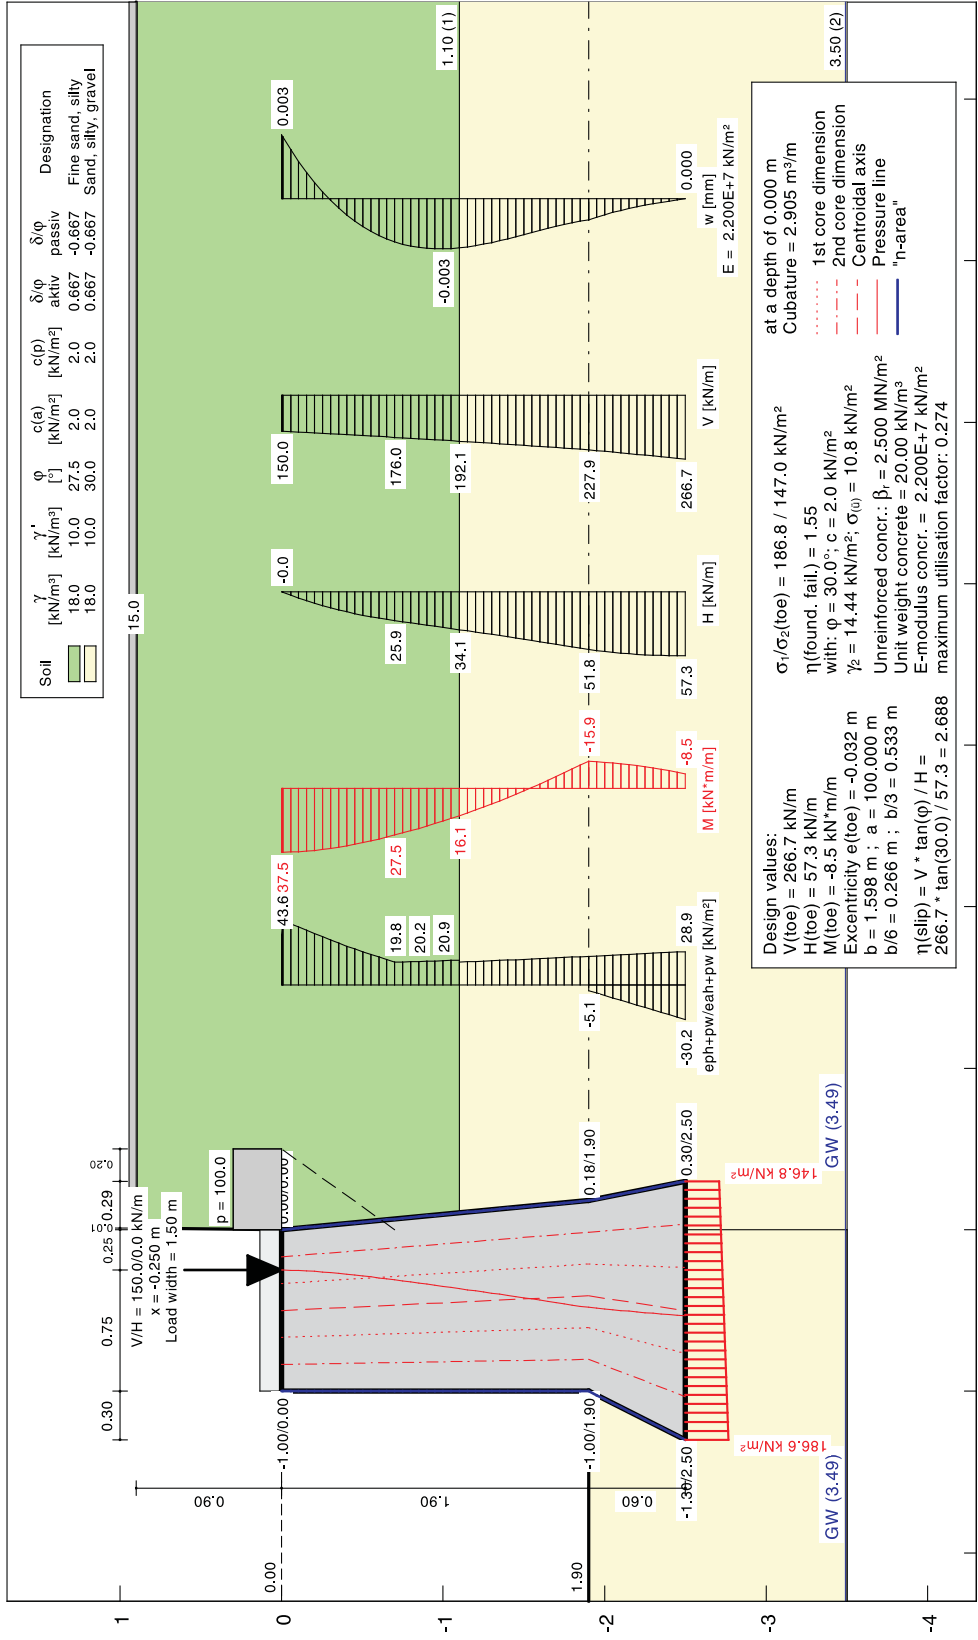 Soil γ [kN/m³] γ' [kN/m³] φ [°] c(a) [kN/m²] c(p) [kN/m²] δ/φ aktiv δ/φ passiv Designation
18.0 10.0 27.5 2.0 2.0 0.667 -0.667 Fine sand, silty
18.0 10.0 30.0 2.0 2.0 0.667 -0.667 Sand, silty, gravel
1
0
-1
-2
-3
-4
0.30
0.75
0.25
.01
0.29
0.20
V/H = 150.0/0.0 kN/m
x = -0.250 m
Load width = 1.50 m
p = 100.0
15.0
0.90
1.90
0.60
0.00
1.90
-1.00/0.00
0.00/0.00
-1.00/1.90
0.18/1.90
-1.30/2.50
0.30/2.50
186.6 kN/m²
146.8 kN/m²
GW (3.49)
GW (3.49)
1.10 (1)
3.50 (2)
43.6
19.8
20.2
20.9
-5.1
-30.2
28.9
eph+pw/eah+pw [kN/m²]
37.5
27.5
16.1
-15.9
-8.5
M [kN*m/m]
-0.0
25.9
34.1
51.8
57.3
H [kN/m]
150.0
176.0
192.1
227.9
266.7
V [kN/m]
0.003
-0.003
0.000
w [mm]
E = 2.200E+7 kN/m²
Design values:
V(toe) = 266.7 kN/m
H(toe) = 57.3 kN/m
M(toe) = -8.5 kN*m/m
Excentricity e(toe) = -0.032 m
b = 1.598 m ; a = 100.000 m
b/6 = 0.266 m ; b/3 = 0.533 m
η(slip) = V * tan(φ) / H =
266.7 * tan(30.0) / 57.3 = 2.688
σ1/σ2(toe) = 186.8 / 147.0 kN/m²
η(found. fail.) = 1.55
with: φ = 30.0°; c = 2.0 kN/m²
γ2 = 14.44 kN/m²; σ(ü) = 10.8 kN/m²
Unreinforced concr.: βr = 2.500 MN/m²
Unit weight concrete = 20.00 kN/m³
E-modulus concr. = 2.200E+7 kN/m²
maximum utilisation factor: 0.274
at a depth of 0.000 m
Cubature = 2.905 m³/m
1st core dimension
2nd core dimension
Centroidal axis
Pressure line
"n-area"